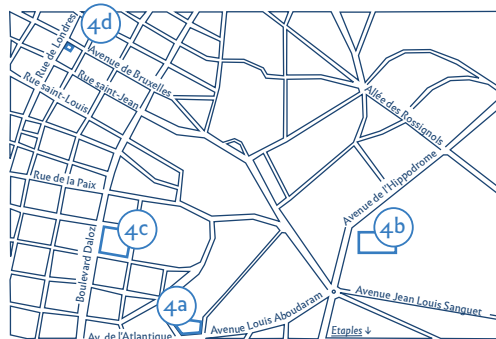 4d
Rue de Londres
Avenue de Bruxelles
Rue saint-Jean
Rue saint-Louis
Allée des Rossignols
Rue de la Paix
Avenue de l'Hippodrome
4c
4b
Boulevard Daloz
4a
Avenue Jean Louis Sanguet
Avenue Louis Aboudaram
Av. de l'Atlantique
Etaples ↓